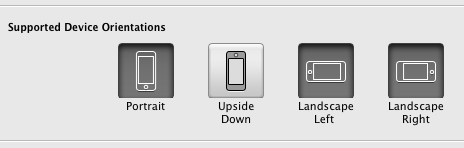 Supported Device Orientations
Portrait
Upside
Down
Landscape
Left
Landscape
Right